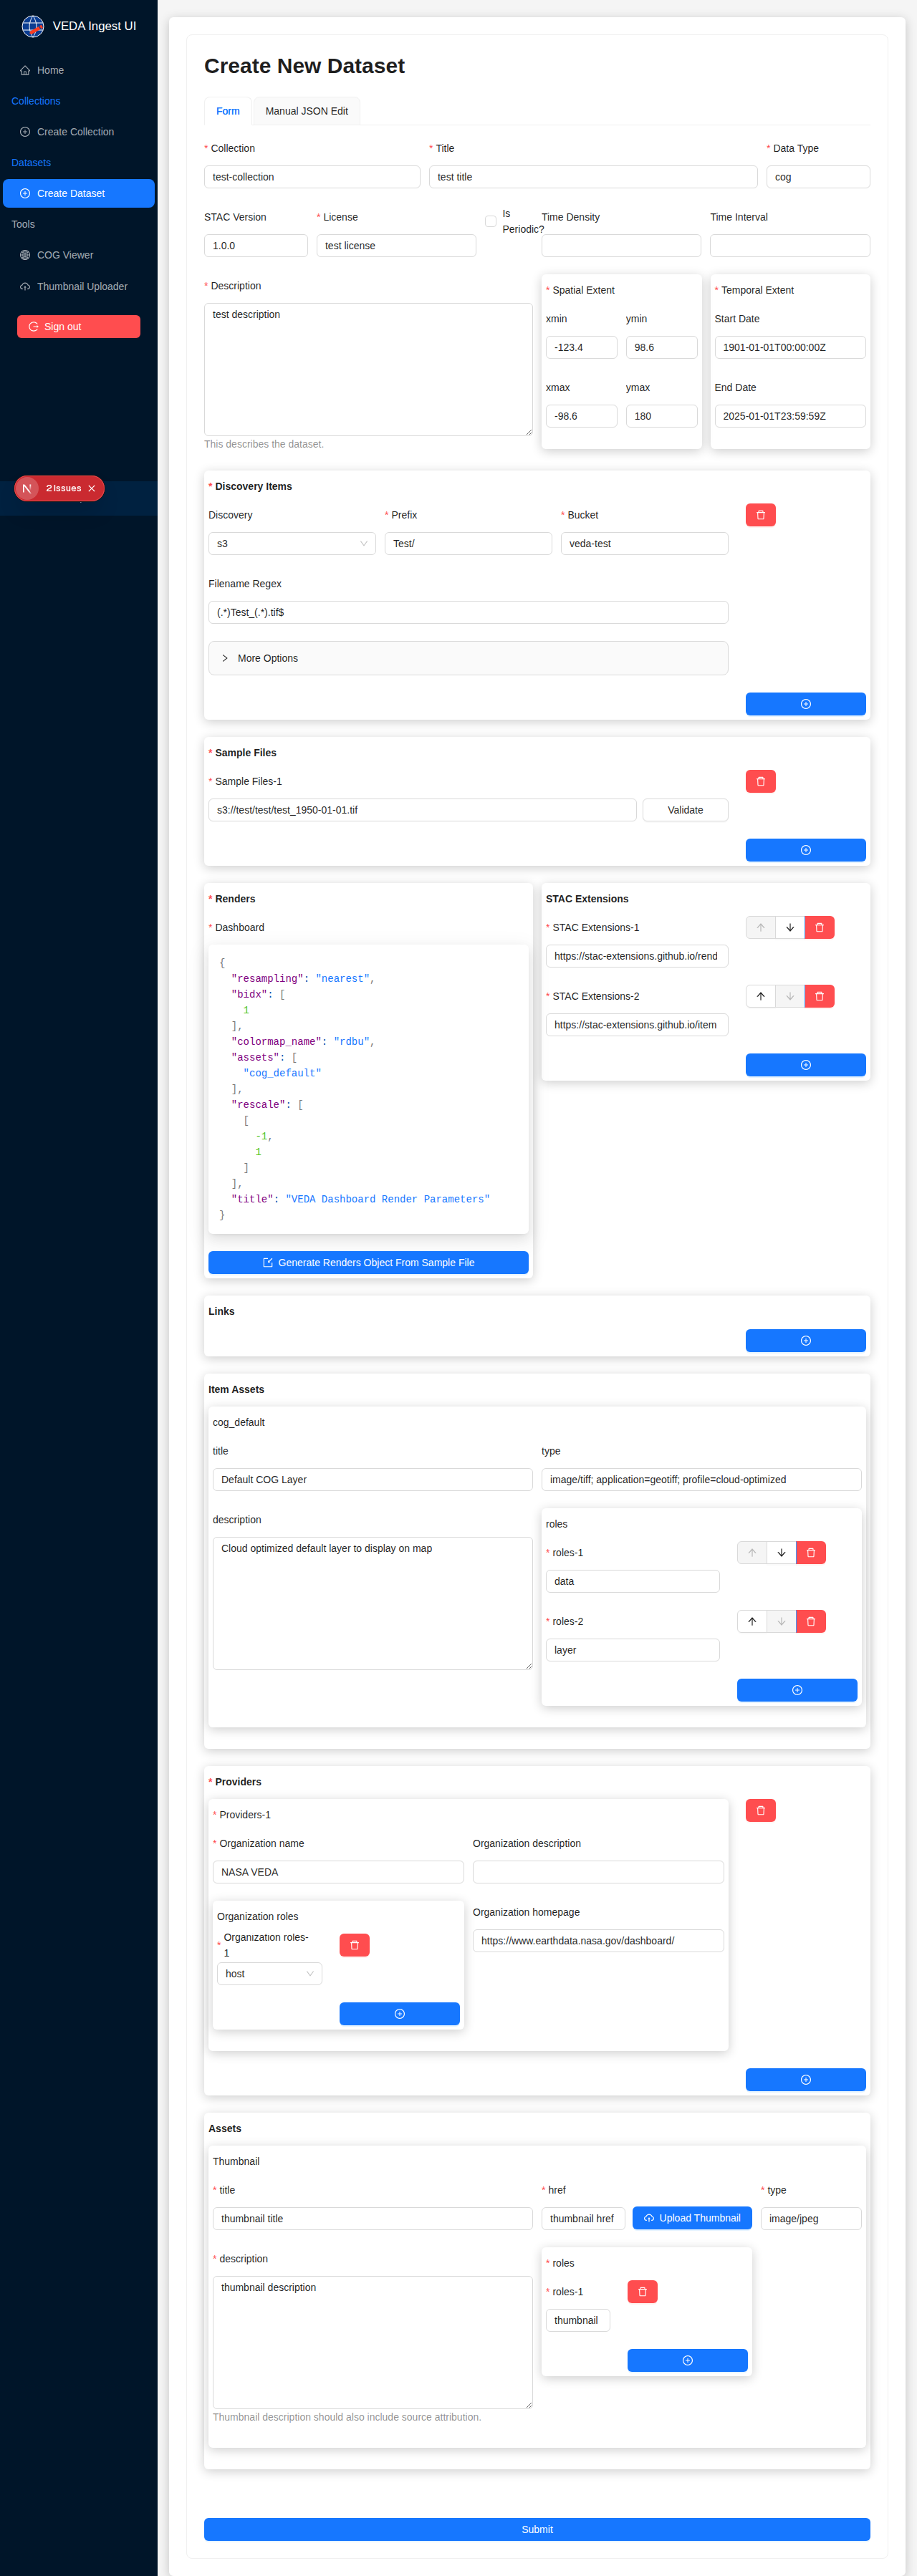 VEDA Ingest UI
Home
Collections
Create Collection
Datasets
Create Dataset
Tools
COG Viewer
Thumbnail Uploader
Sign out
2 Issues
Create New Dataset
Form
Manual JSON Edit
* Collection
* Title
* Data Type
test-collection
test title
cog
STAC Version
* License
Is
Periodic?
Time Density
Time Interval
1.0.0
test license
* Description
test description
This describes the dataset.
* Spatial Extent
xmin
ymin
-123.4
98.6
xmax
ymax
-98.6
180
* Temporal Extent
Start Date
1901-01-01T00:00:00Z
End Date
2025-01-01T23:59:59Z
* Discovery Items
Discovery
* Prefix
* Bucket
s3
Test/
veda-test
Filename Regex
(.*)Test_(.*).tif$
More Options
* Sample Files
* Sample Files-1
s3://test/test/test_1950-01-01.tif
Validate
* Renders
* Dashboard
{
"resampling": "nearest",
"bidx": [
1
],
"colormap_name": "rdbu",
"assets": [
"cog_default"
],
"rescale": [
[
-1,
1
]
],
"title": "VEDA Dashboard Render Parameters"
}
Generate Renders Object From Sample File
STAC Extensions
* STAC Extensions-1
https://stac-extensions.github.io/rend
* STAC Extensions-2
https://stac-extensions.github.io/item
Links
Item Assets
cog_default
title
type
Default COG Layer
image/tiff; application=geotiff; profile=cloud-optimized
description
Cloud optimized default layer to display on map
roles
* roles-1
data
* roles-2
layer
* Providers
* Providers-1
* Organization name
Organization description
NASA VEDA
Organization roles
* Organization roles-
1
host
Organization homepage
https://www.earthdata.nasa.gov/dashboard/
Assets
Thumbnail
* title
* href
* type
thumbnail title
thumbnail href
Upload Thumbnail
image/jpeg
* description
thumbnail description
Thumbnail description should also include source attribution.
* roles
* roles-1
thumbnail
Submit